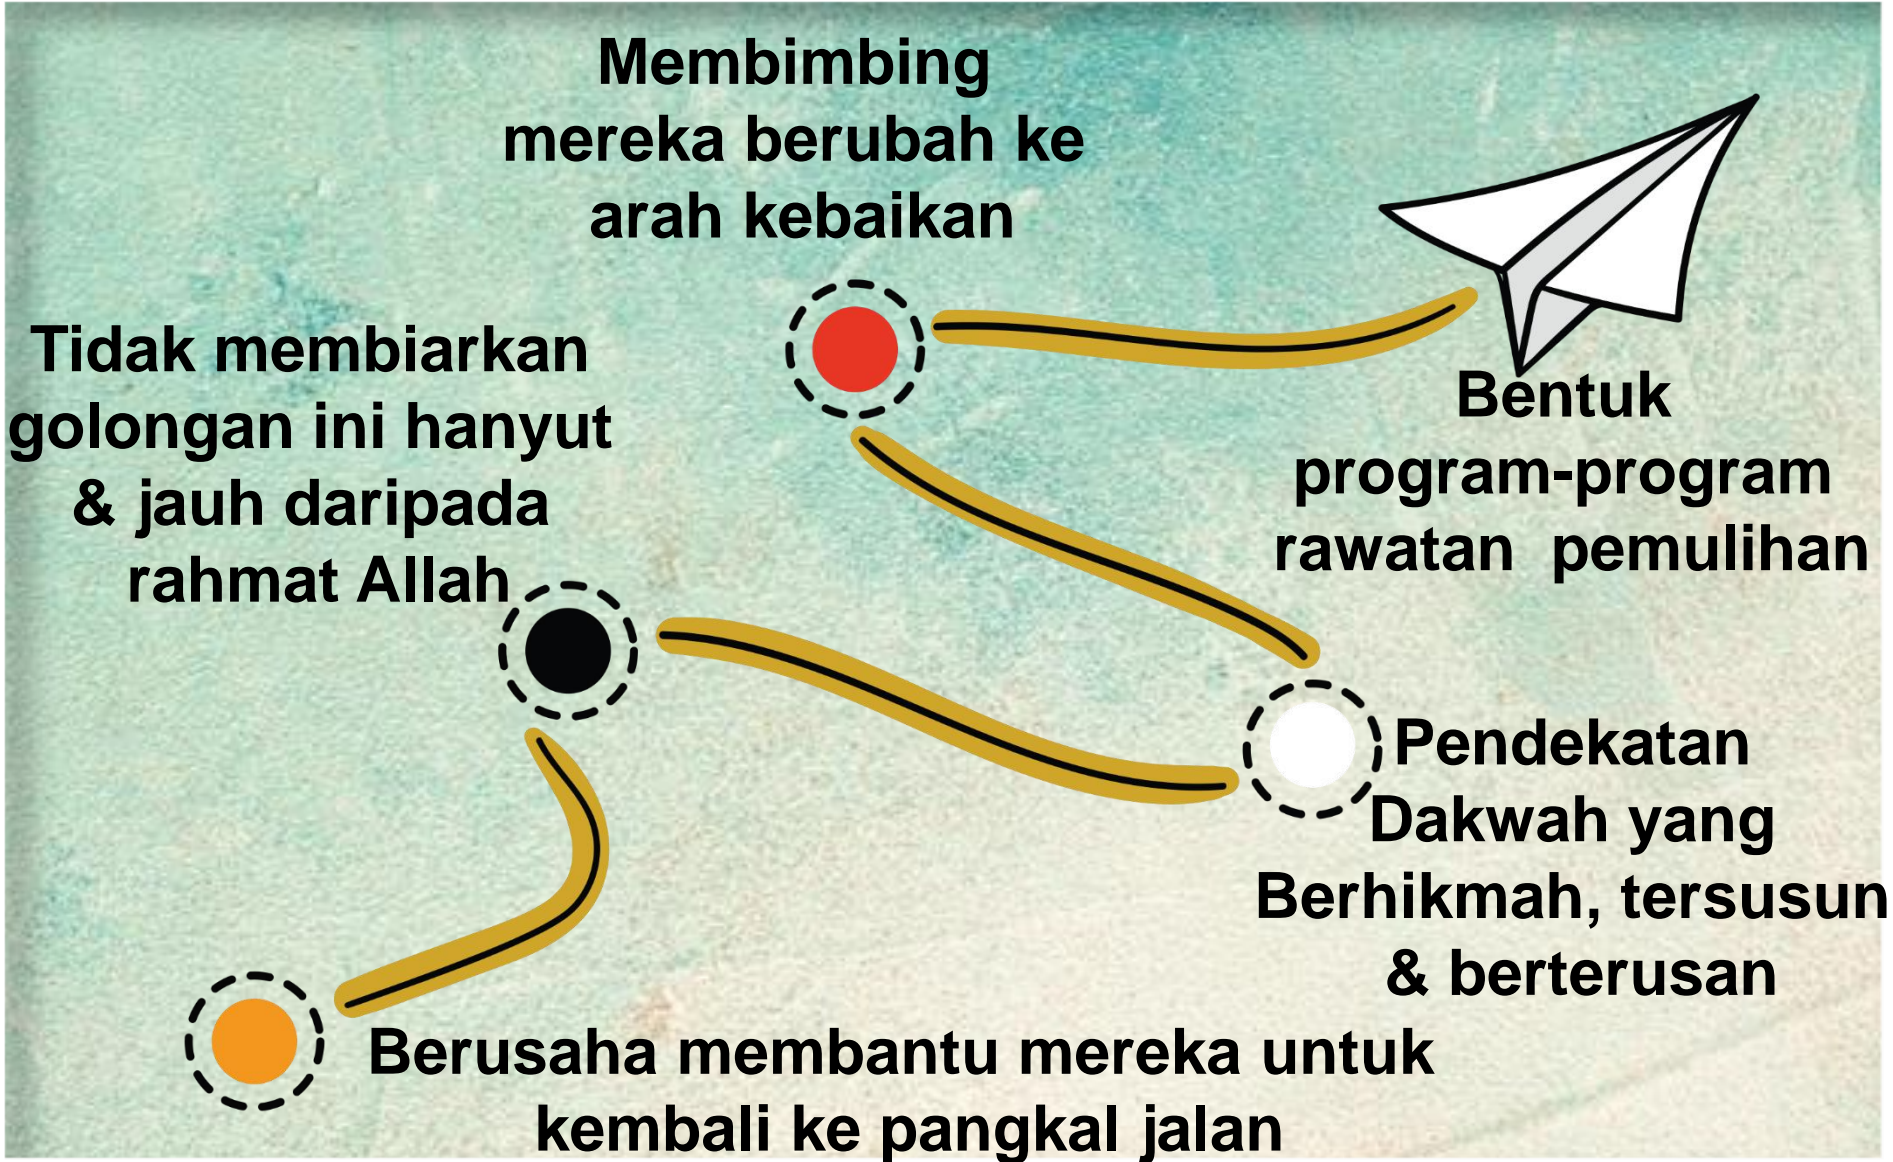 Membimbing
mereka berubah ke
arah kebaikan
Tidak membiarkan
golongan ini hanyut
& jauh daripada
rahmat Allah
Bentuk
program-program
rawatan pemulihan
Pendekatan
Dakwah yang
Berhikmah, tersusun
& berterusan
Berusaha membantu mereka untuk
kembali ke pangkal jalan